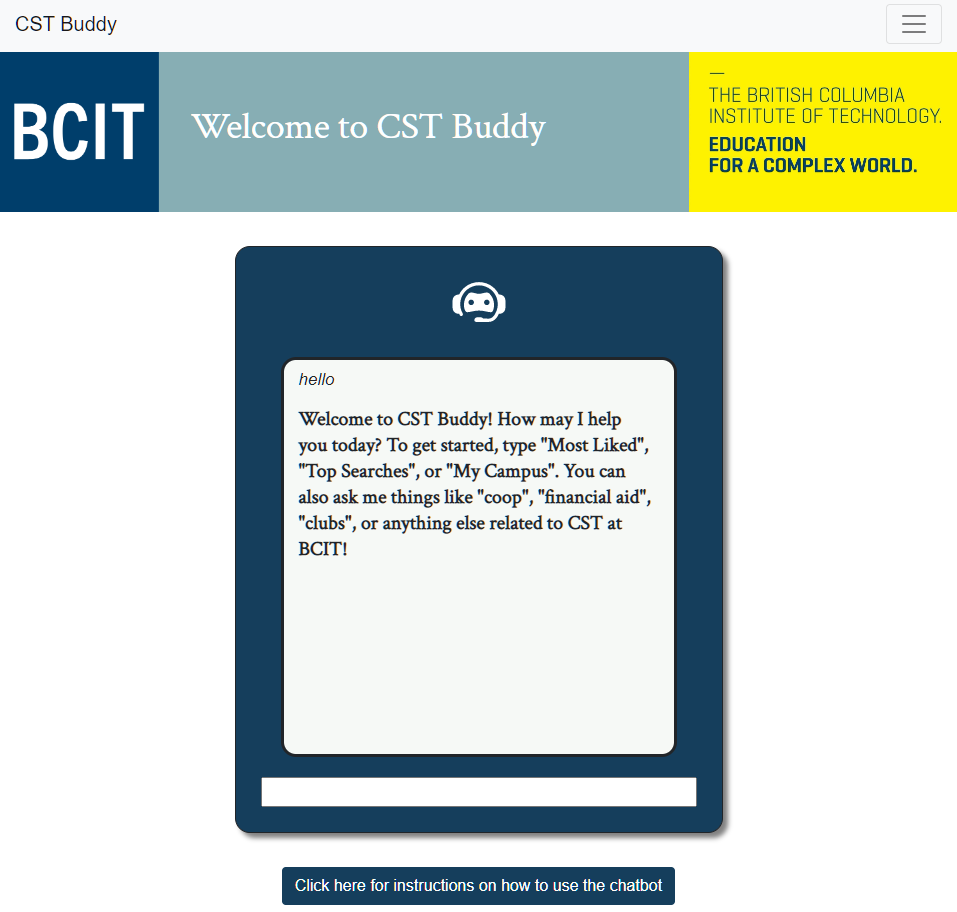 CST Buddy
BCIT
Welcome to CST Buddy
THE BRITISH COLUMBIA
INSTITUTE OF TECHNOLOGY.
EDUCATION
FOR A COMPLEX WORLD.
hello
Welcome to CST Buddy! How may I help
you today? To get started, type "Most Liked",
"Top Searches", or "My Campus". You can
also ask me things like "coop", "financial aid",
"clubs", or anything else related to CST at
BCIT!
Click here for instructions on how to use the chatbot